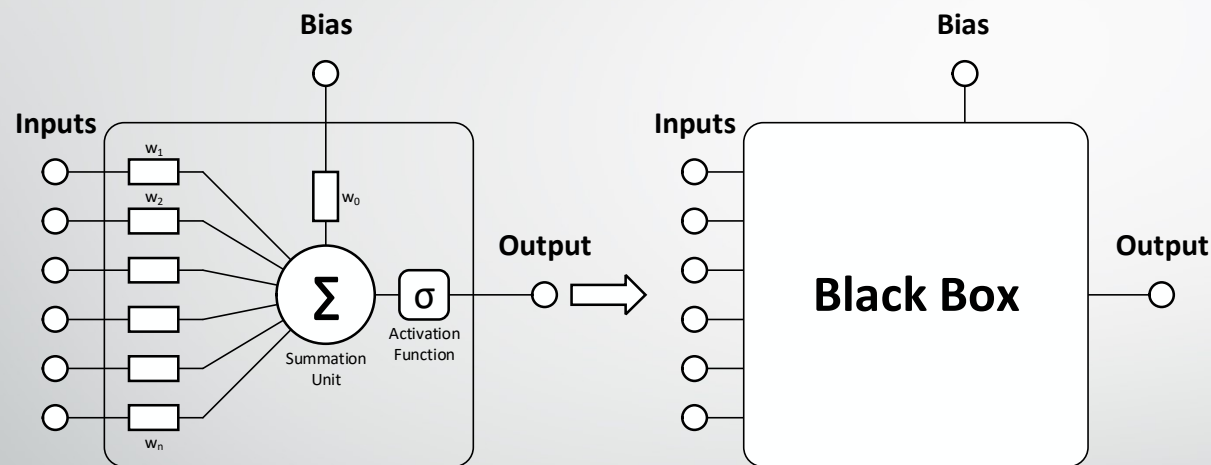 Bias
Inputs
w₁
w₂
w₀
Σ
σ
Output
Activation
Function
Summation
Unit
wₙ
Bias
Inputs
Black Box
Output